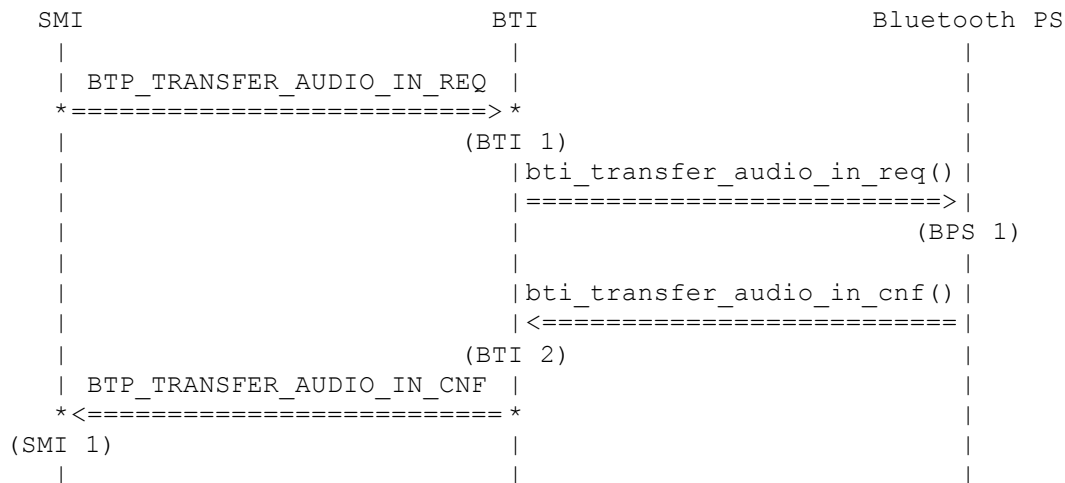 SMI BTI Bluetooth PS
| | |
| BTP_TRANSFER_AUDIO_IN_REQ | |
*==========================>* |
| (BTI 1) |
| |bti_transfer_audio_in_req()|
| |==========================>|
| | (BPS 1)
| | |
| |bti_transfer_audio_in_cnf()|
| |<==========================|
| (BTI 2) |
| BTP_TRANSFER_AUDIO_IN_CNF | |
*<==========================* |
(SMI 1) | |
| | |